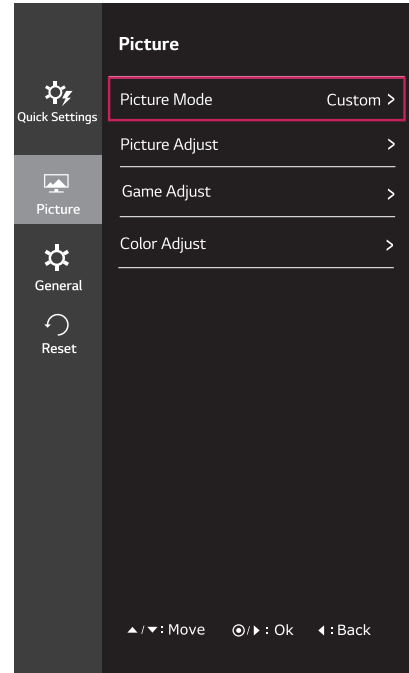 Picture
Quick Settings
Picture Mode Custom >
Picture Adjust >
Picture
Game Adjust >
General
Color Adjust >
Reset
▲/▼: Move ◉/▶ : Ok ◀ : Back